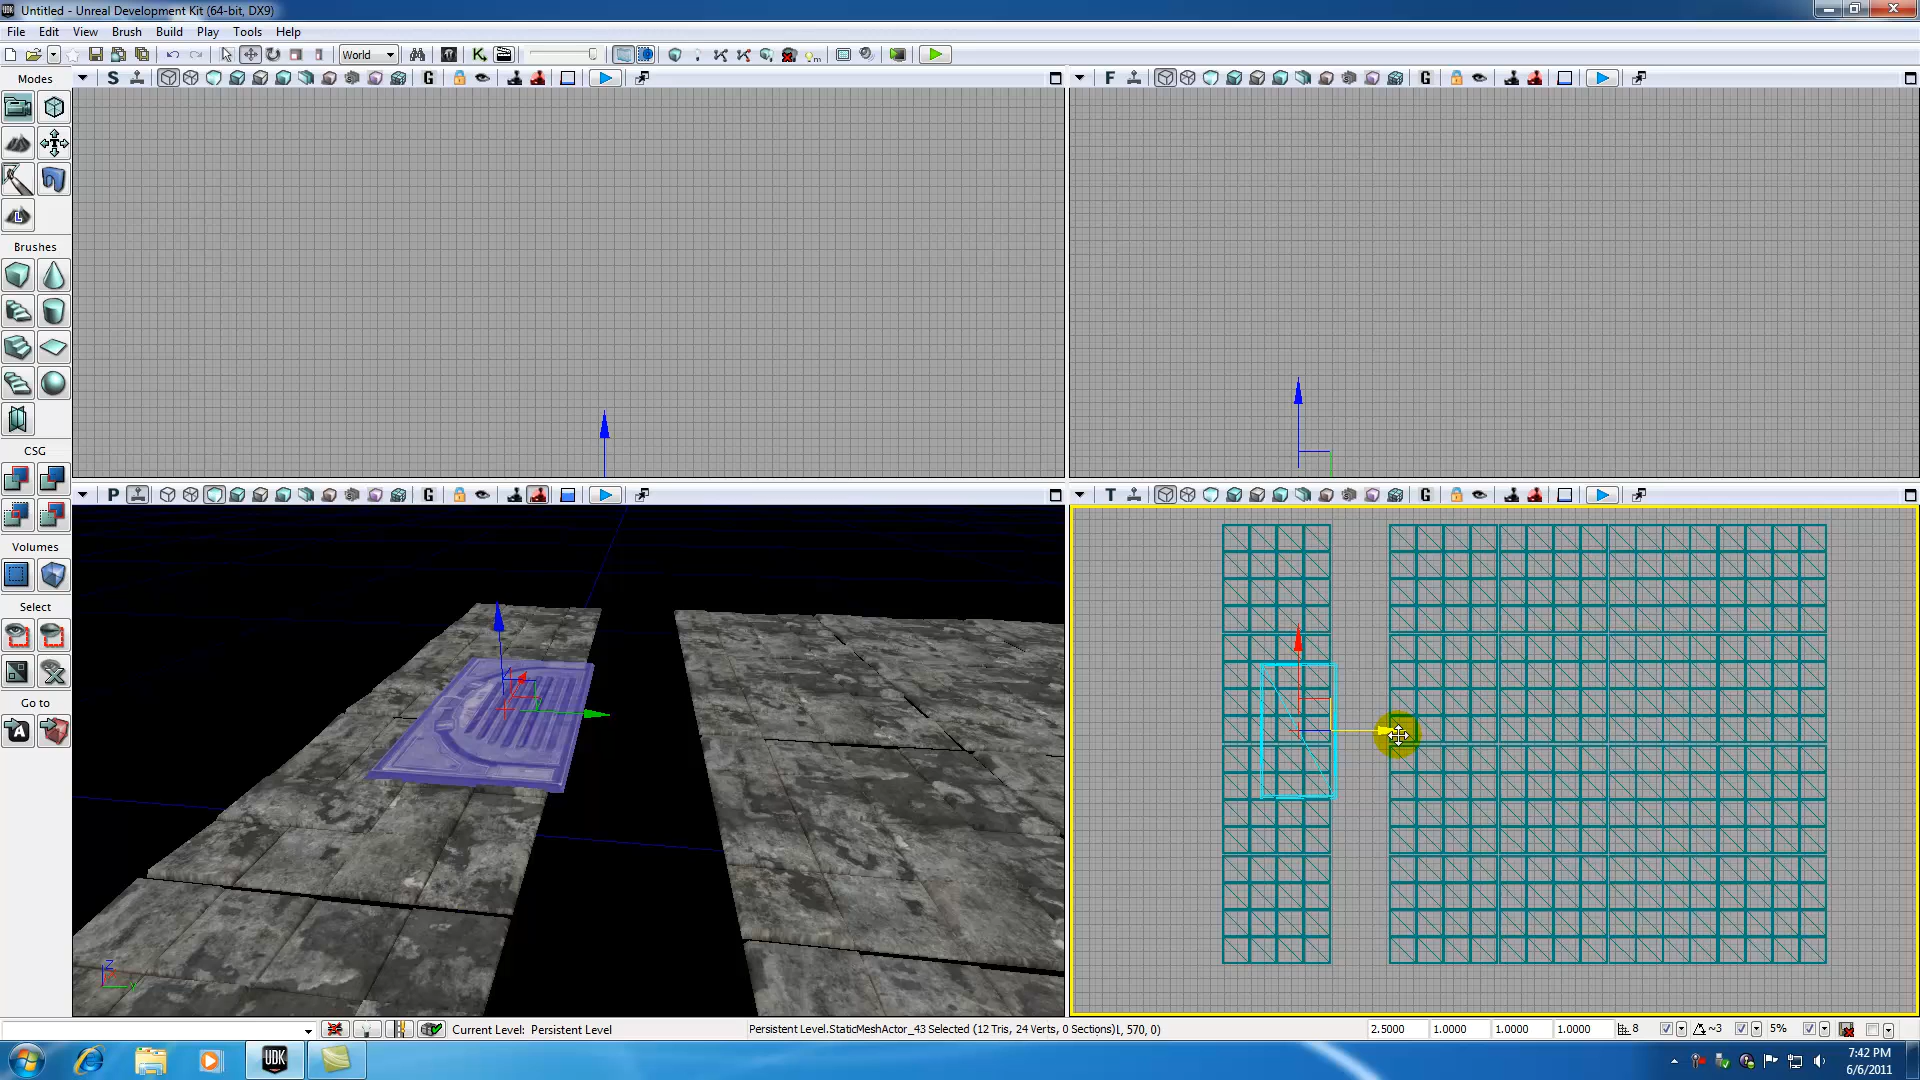 Untitled - Unreal Development Kit (64-bit, DX9)
File Edit View Brush Build Play Tools Help
World
Modes
S G
F G
L
Brushes
CSG
P G
T G
Volumes
Select
Go to
A
Z
Y
Current Level: Persistent Level
Persistent Level.StaticMeshActor_43 Selected (12 Tris, 24 Verts, 0 Sections)
570, 0)
2.5000 1.0000 1.0000 1.0000 8 ~3 5%
UDK
7:42 PM
6/6/2011